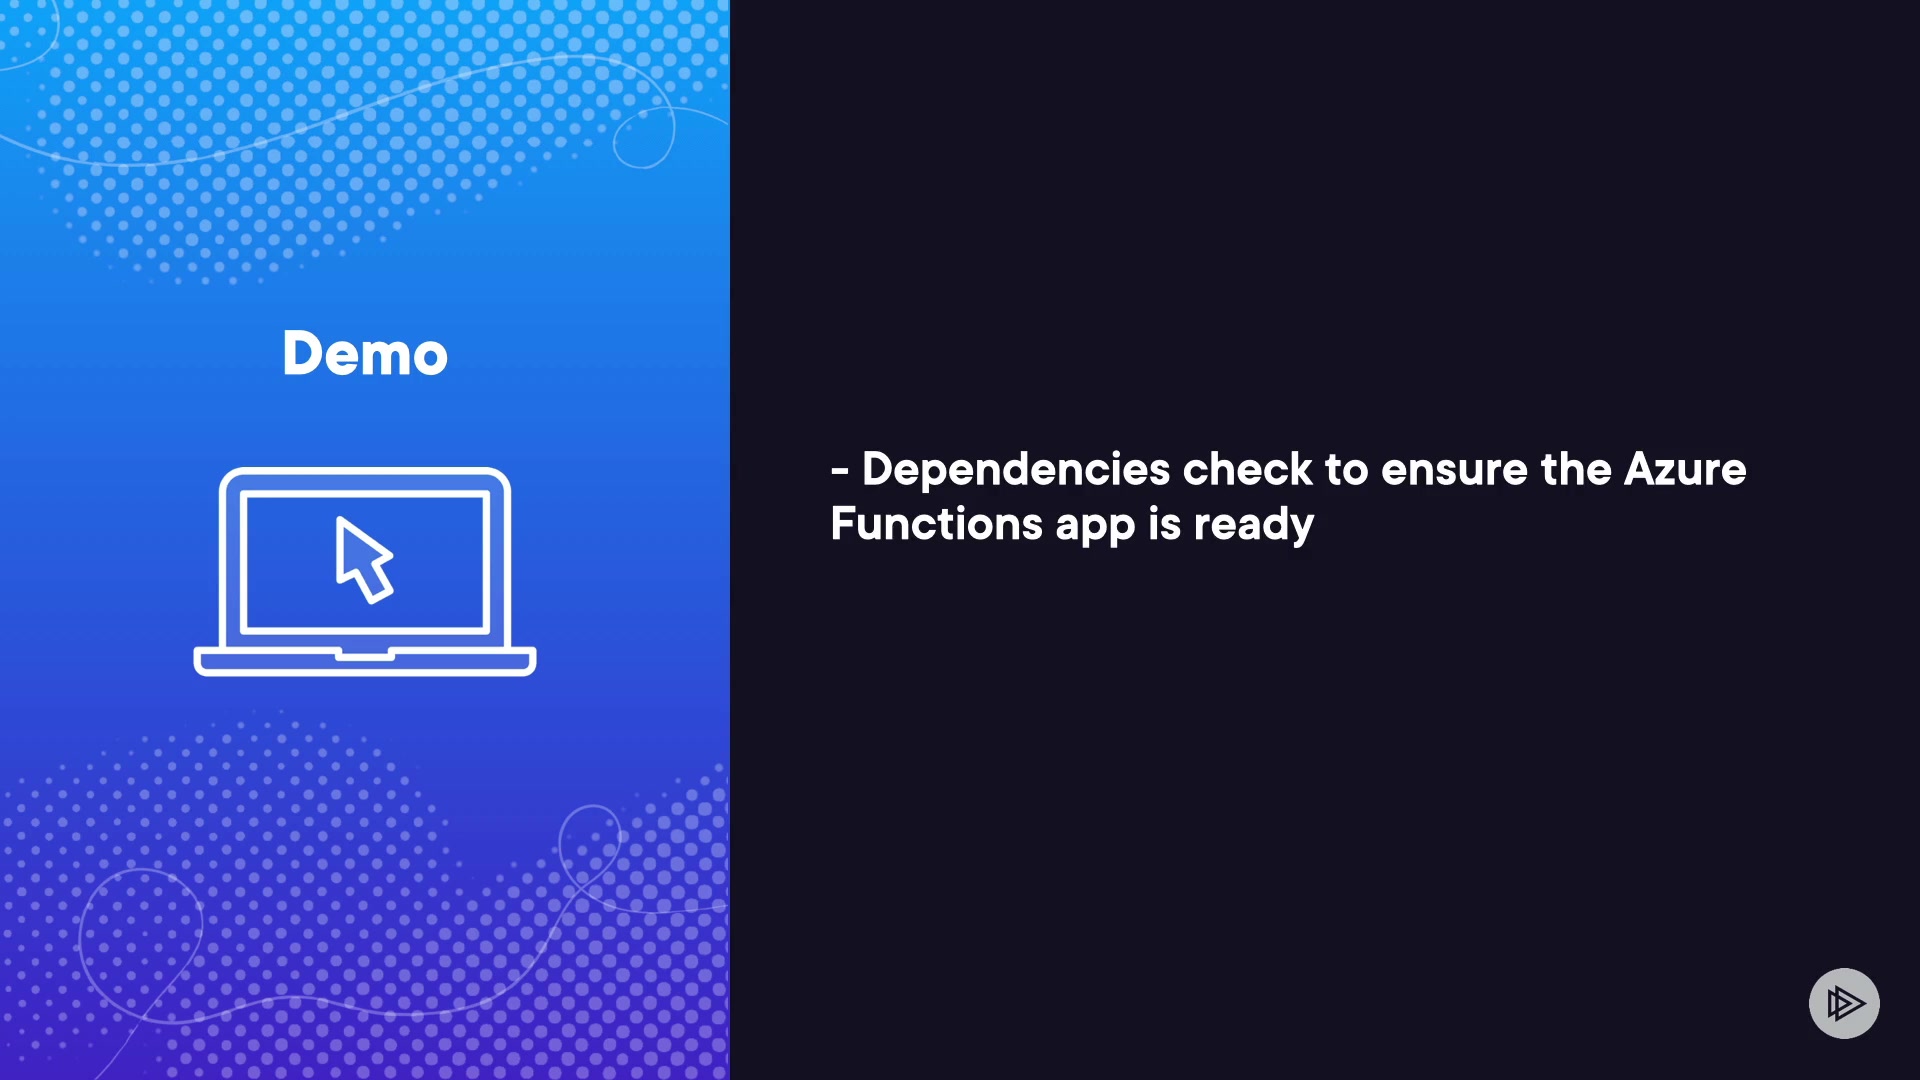 Demo
- Dependencies check to ensure the Azure
Functions app is ready